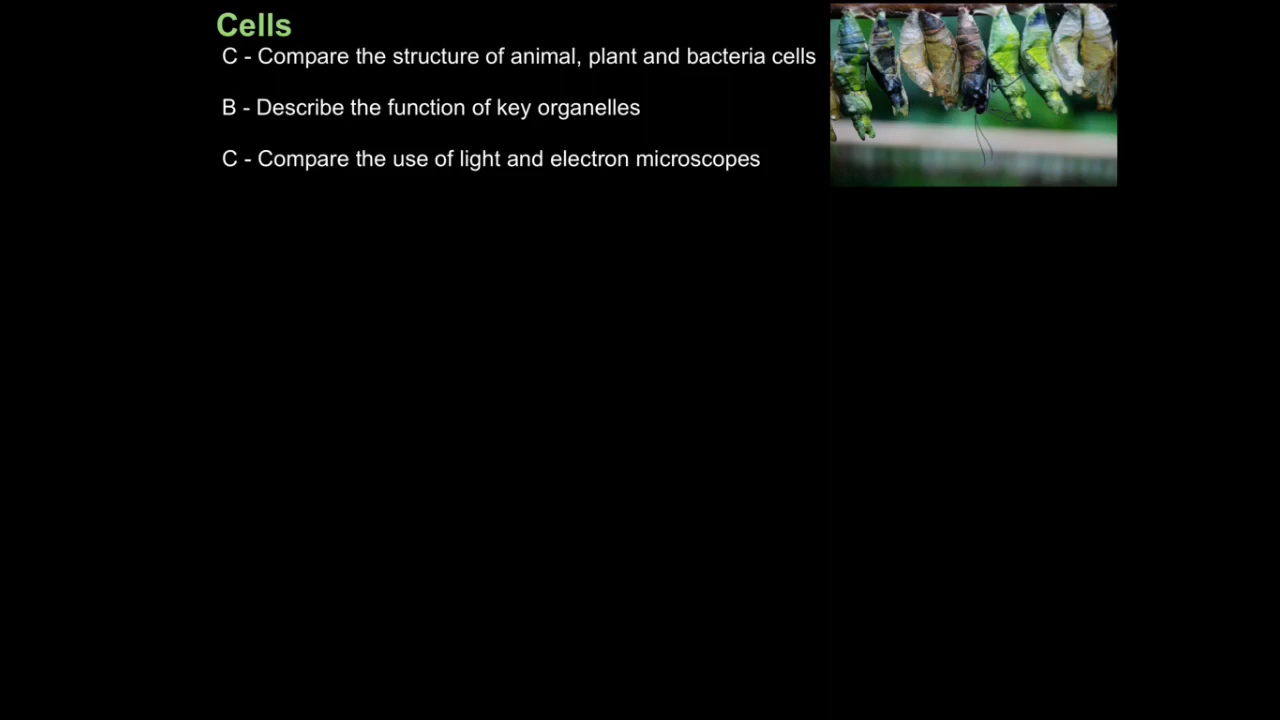 Cells
C - Compare the structure of animal, plant and bacteria cells
B - Describe the function of key organelles
C - Compare the use of light and electron microscopes